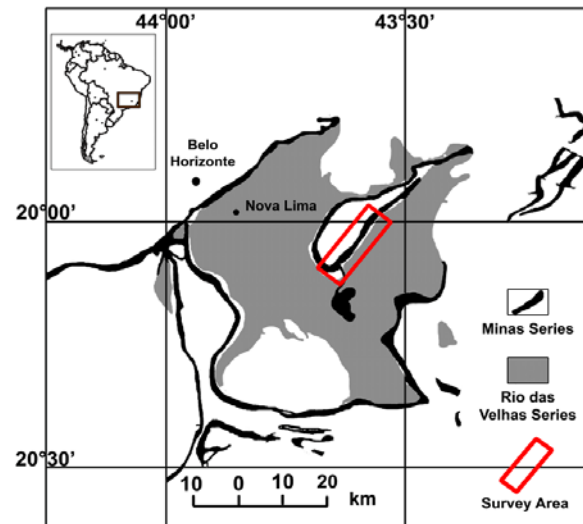 44°00'
43°30'
Belo
Horizonte
Nova Lima
20°00'
Minas Series
Rio das
Velhas Series
20°30'
10 0 10 20
km
Survey Area